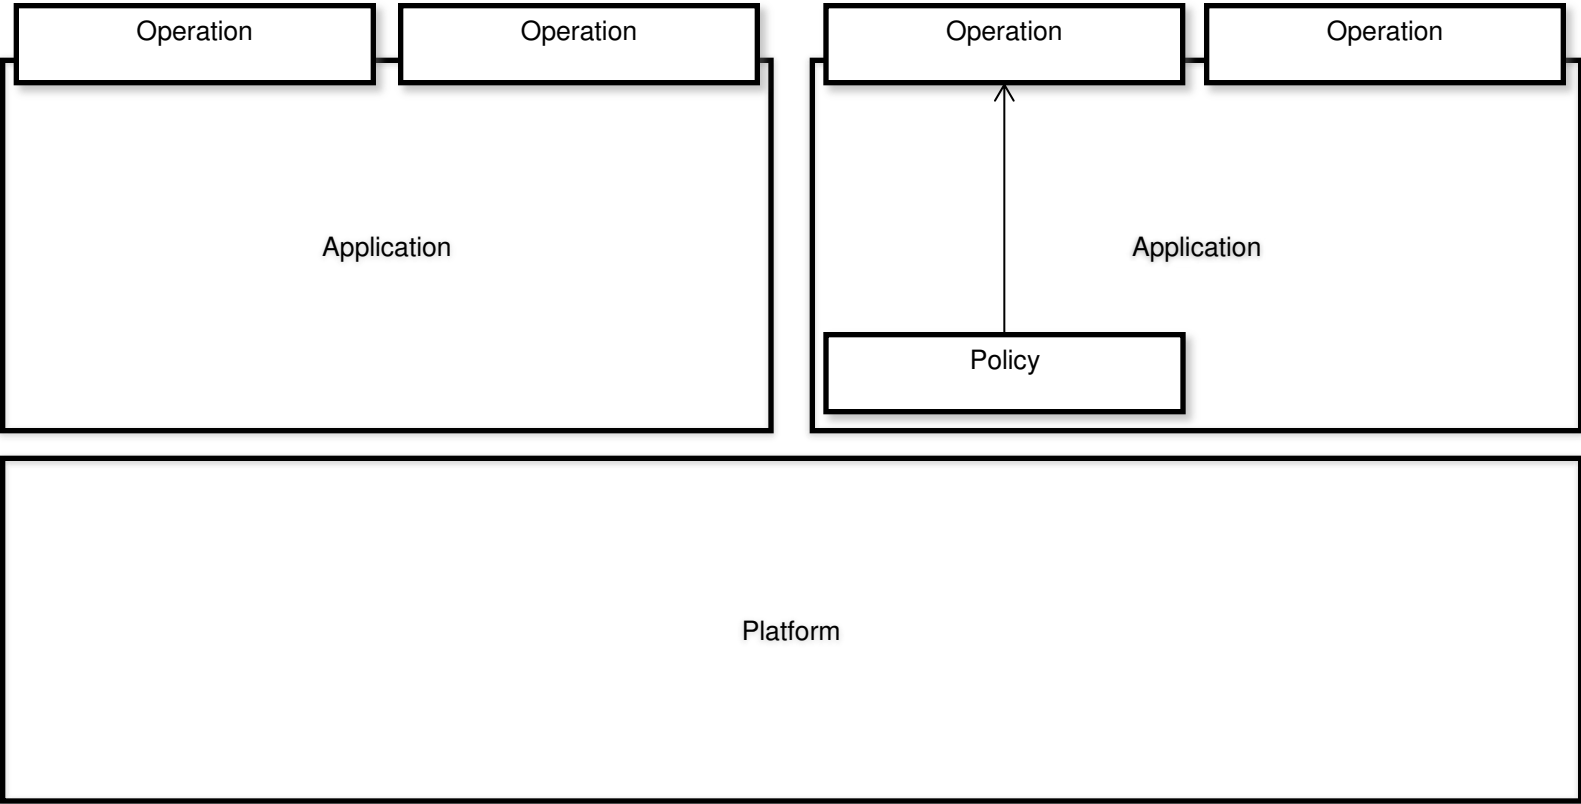 Operation
Operation
Operation
Operation
Application
Application
Policy
Platform